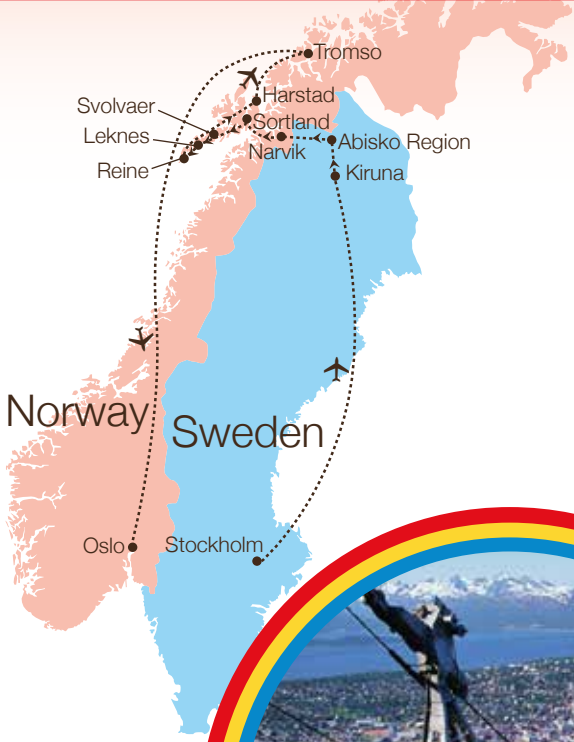 Tromso
Harstad
Svolvaer
Sortland
Leknes
Narvik
Abisko Region
Reine
Kiruna
Norway
Sweden
Oslo
Stockholm